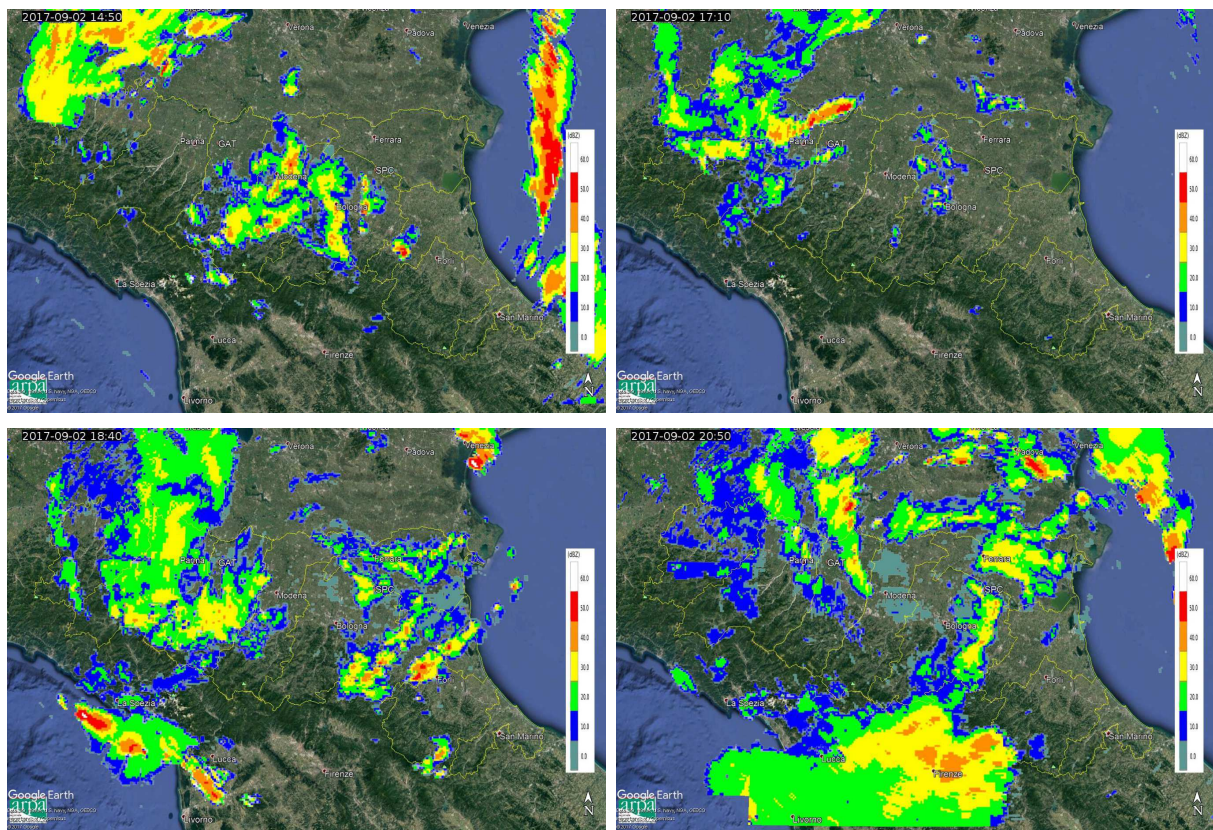 2017-09-02 14:50
Verona
Padova
Venezia
Parma
GAT
Ferrara
Modena
SPC
Bologna
Forlì
La Spezia
San Marino
Lucca
Firenze
Livorno
[dBZ]
60.0
50.0
40.0
30.0
20.0
10.0
0.0
Google Earth
arpa
N
2017-09-02 17:10
Verona
Padova
Venezia
Parma
GAT
Ferrara
Modena
SPC
Bologna
Forlì
La Spezia
San Marino
Lucca
Firenze
Livorno
[dBZ]
60.0
50.0
40.0
30.0
20.0
10.0
0.0
Google Earth
arpa
N
2017-09-02 18:40
Verona
Padova
Venezia
Parma
GAT
Ferrara
Modena
SPC
Bologna
La Spezia
San Marino
Lucca
Firenze
Livorno
[dBZ]
60.0
50.0
40.0
30.0
20.0
10.0
0.0
Google Earth
arpa
N
2017-09-02 20:50
Verona
Padova
Venezia
Parma
GAT
Ferrara
Modena
SPC
Bologna
Forlì
La Spezia
San Marino
Lucca
Firenze
Livorno
[dBZ]
60.0
50.0
40.0
30.0
20.0
10.0
0.0
Google Earth
arpa
N